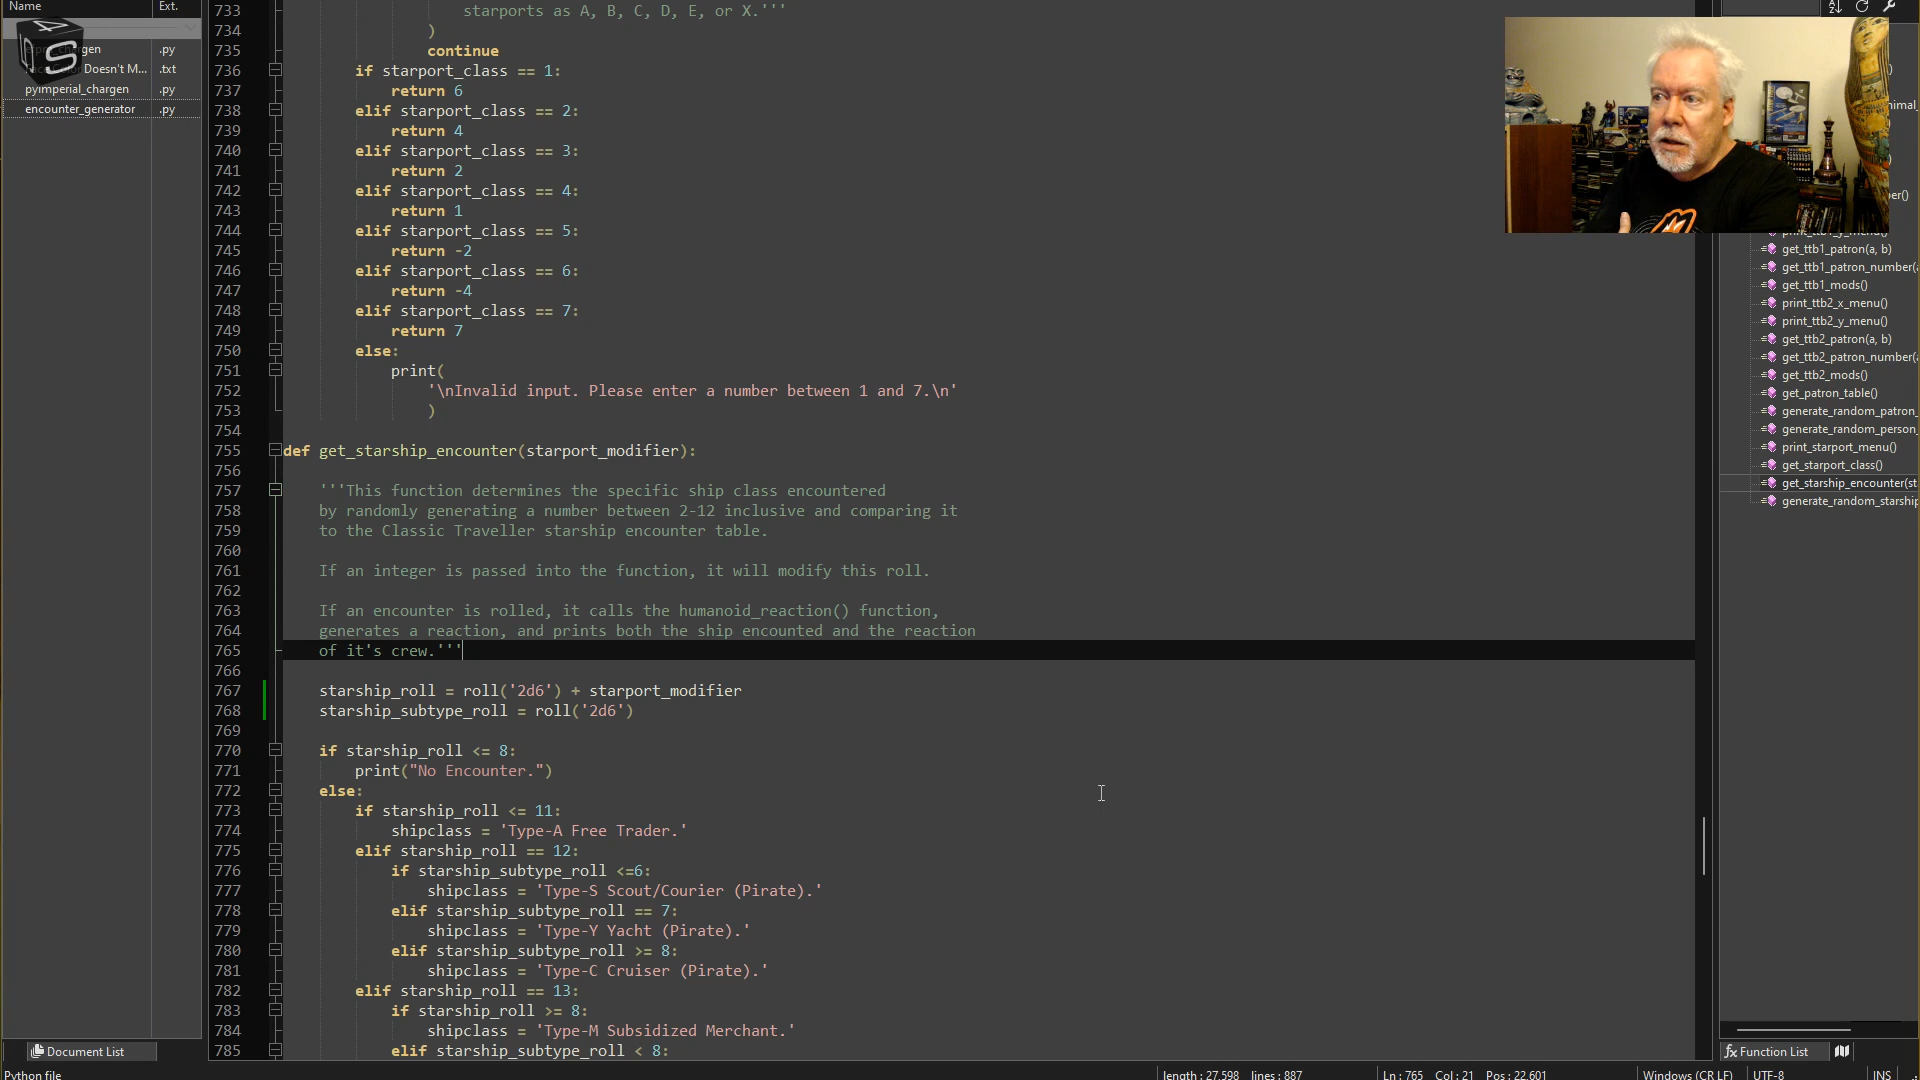 Name Ext.
chargen .py
Doesn't M... .txt
pyimperial_chargen .py
encounter_generator .py
733 starports as A, B, C, D, E, or X.'''
734 )
735 continue
736 if starport_class == 1:
737 return 6
738 elif starport_class == 2:
739 return 4
740 elif starport_class == 3:
741 return 2
742 elif starport_class == 4:
743 return 1
744 elif starport_class == 5:
745 return -2
746 elif starport_class == 6:
747 return -4
748 elif starport_class == 7:
749 return 7
750 else:
751 print(
752 '\nInvalid input. Please enter a number between 1 and 7.\n'
753 )
754
755 def get_starship_encounter(starport_modifier):
756
757 '''This function determines the specific ship class encountered
758 by randomly generating a number between 2-12 inclusive and comparing it
759 to the Classic Traveller starship encounter table.
760
761 If an integer is passed into the function, it will modify this roll.
762
763 If an encounter is rolled, it calls the humanoid_reaction() function,
764 generates a reaction, and prints both the ship encounted and the reaction
765 of it's crew.'''
766
767 starship_roll = roll('2d6') + starport_modifier
768 starship_subtype_roll = roll('2d6')
769
770 if starship_roll <= 8:
771 print("No Encounter.")
772 else:
773 if starship_roll <= 11:
774 shipclass = 'Type-A Free Trader.'
775 elif starship_roll == 12:
776 if starship_subtype_roll <=6:
777 shipclass = 'Type-S Scout/Courier (Pirate).'
778 elif starship_subtype_roll == 7:
779 shipclass = 'Type-Y Yacht (Pirate).'
780 elif starship_subtype_roll >= 8:
781 shipclass = 'Type-C Cruiser (Pirate).'
782 elif starship_roll == 13:
783 if starship_roll >= 8:
784 shipclass = 'Type-M Subsidized Merchant.'
785 elif starship_subtype_roll < 8:
print_ttb1_y_menu()
get_ttb1_patron(a, b)
get_ttb1_patron_number(a
get_ttb1_mods()
print_ttb2_x_menu()
print_ttb2_y_menu()
get_ttb2_patron(a, b)
get_ttb2_patron_number(a
get_ttb2_mods()
get_patron_table()
generate_random_patron_
generate_random_person_
print_starport_menu()
get_starport_class()
get_starship_encounter(st
generate_random_starship
Document List
Function List
Python file
length : 27,598 lines : 887
Ln : 765 Col : 21 Pos : 22,601
Windows (CR LF)
UTF-8
INS